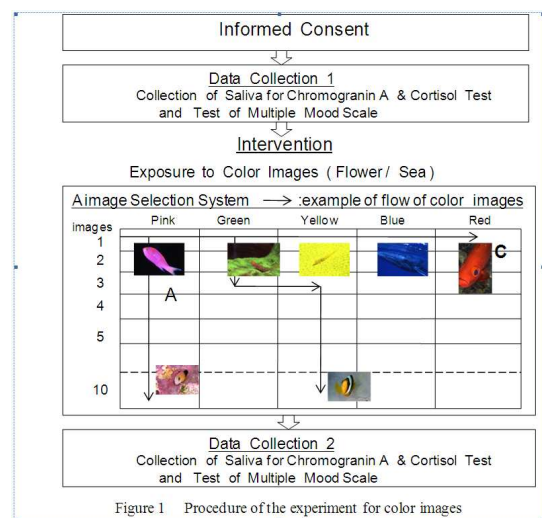 Informed Consent
Data Collection 1
Collection of Saliva for Chromogranin A & Cortisol Test
and Test of Multiple Mood Scale
Intervention
Exposure to Color Images ( Flower / Sea )
A image Selection System → :example of flow of color images
images Pink Green Yellow Blue Red
1
2 C
3 A
4
5
10
Data Collection 2
Collection of Saliva for Chromogranin A & Cortisol Test
and Test of Multiple Mood Scale
Figure 1 Procedure of the experiment for color images